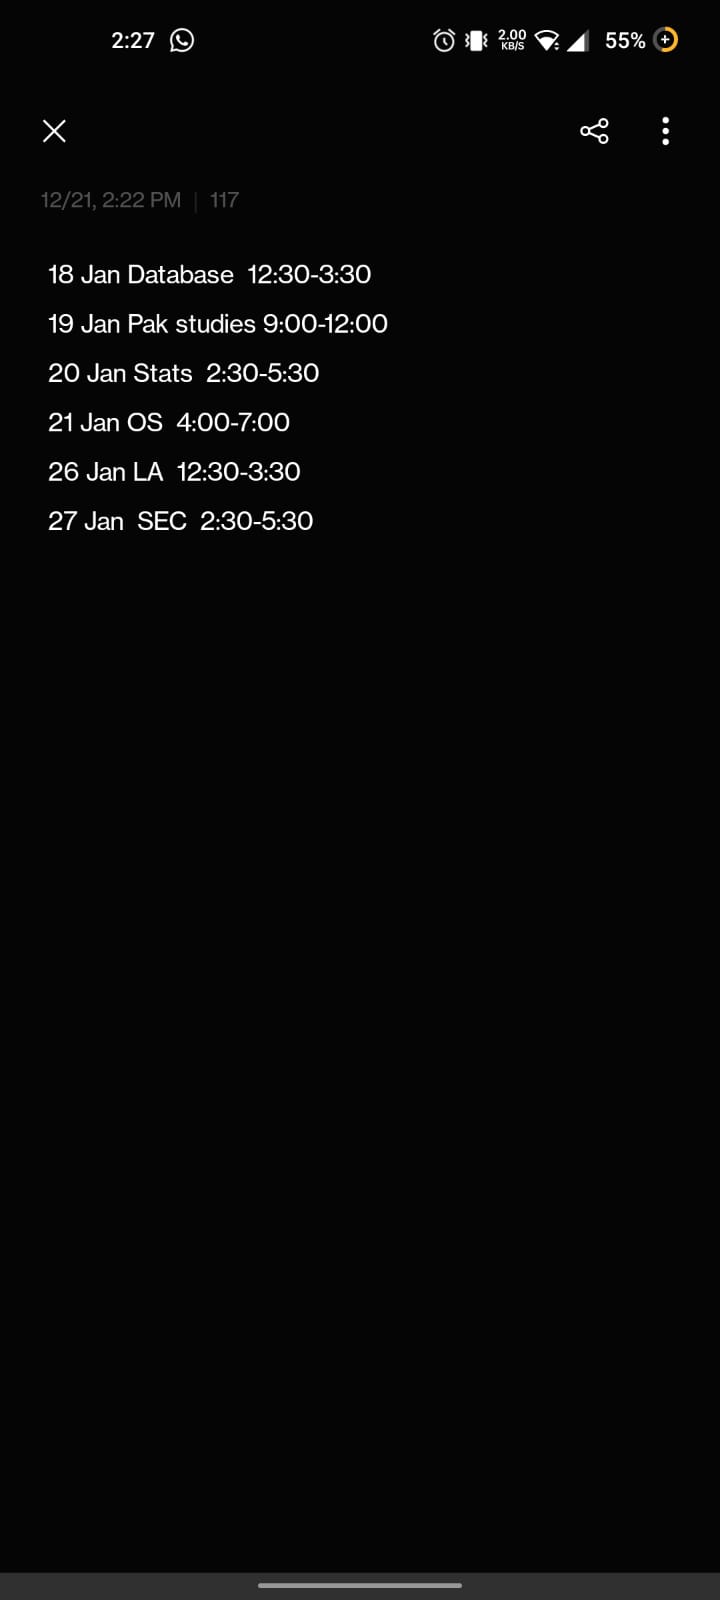 2:27 2.00 KB/S 55%
12/21, 2:22 PM | 117
18 Jan Database 12:30-3:30
19 Jan Pak studies 9:00-12:00
20 Jan Stats 2:30-5:30
21 Jan OS 4:00-7:00
26 Jan LA 12:30-3:30
27 Jan SEC 2:30-5:30